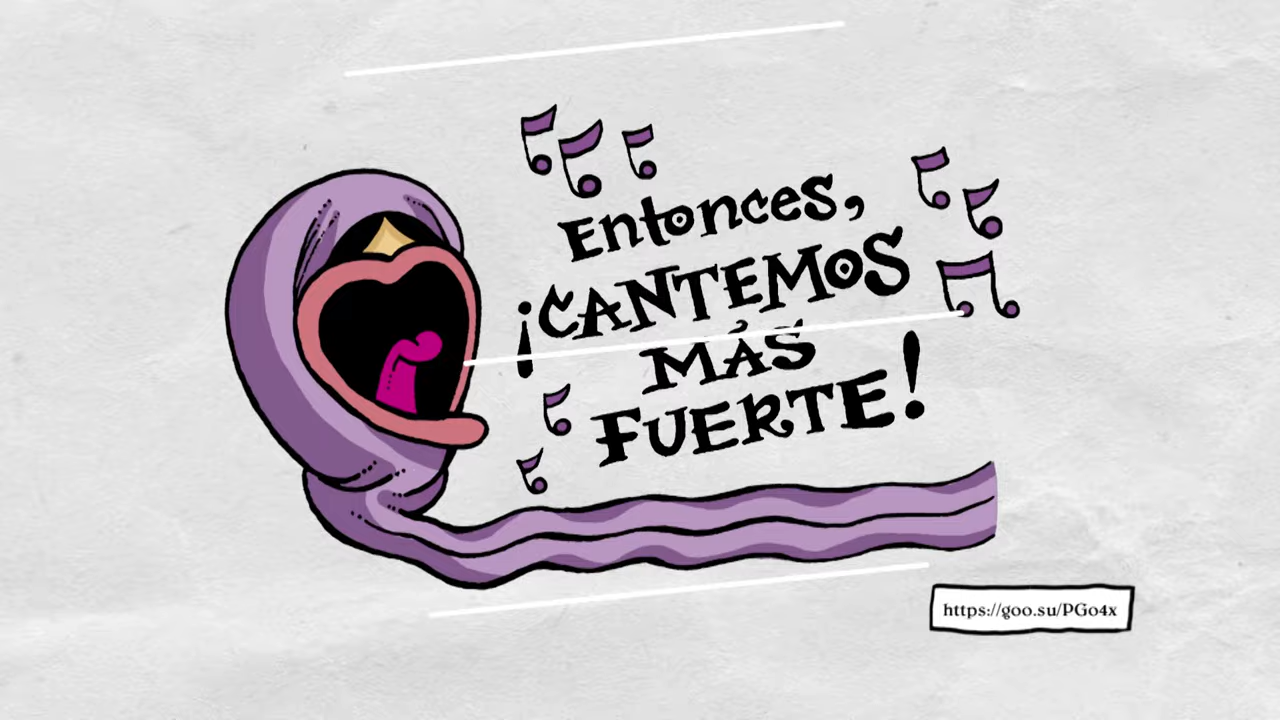 Entonces,
¡CANTEMOS
MÁS
FUERTE!
https://goo.su/PGo4x